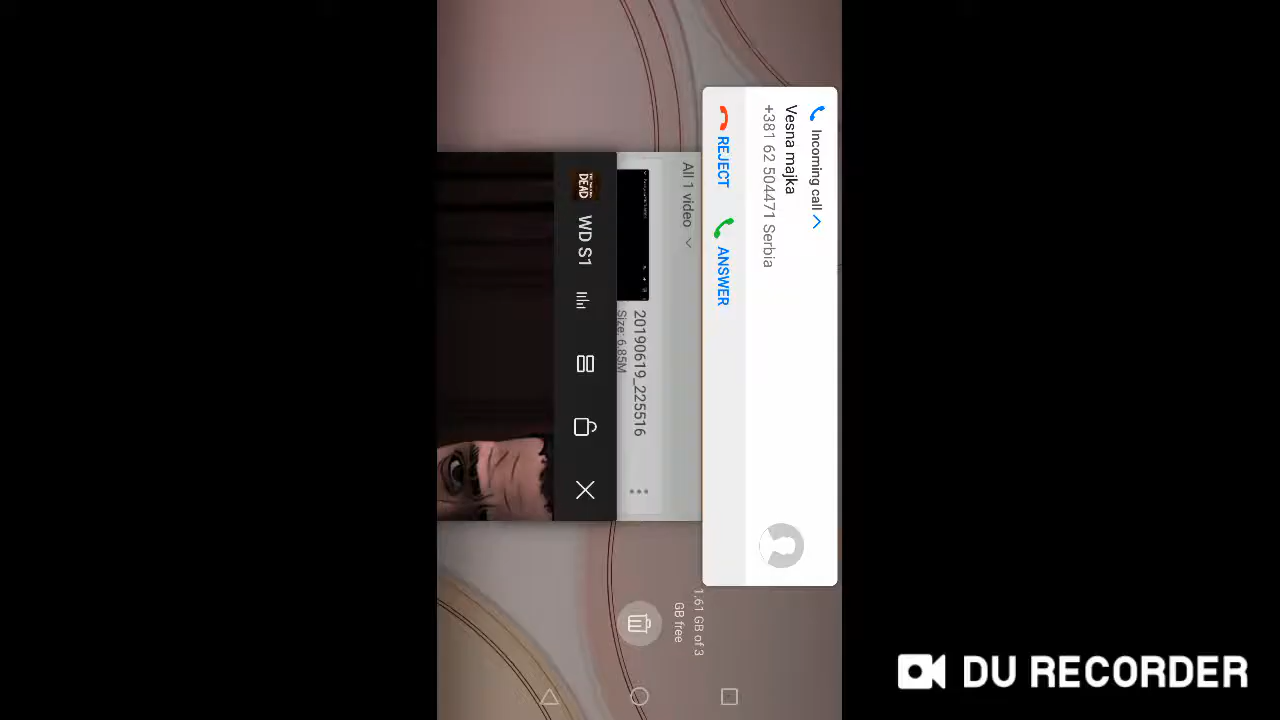 Incoming call
Vesna majka
+381 62 504471 Serbia
REJECT
ANSWER
All 1 video
20190619_225516
Size: 6.85M
DEAD
WD S1
1.61 GB of 3
GB free
DU RECORDER